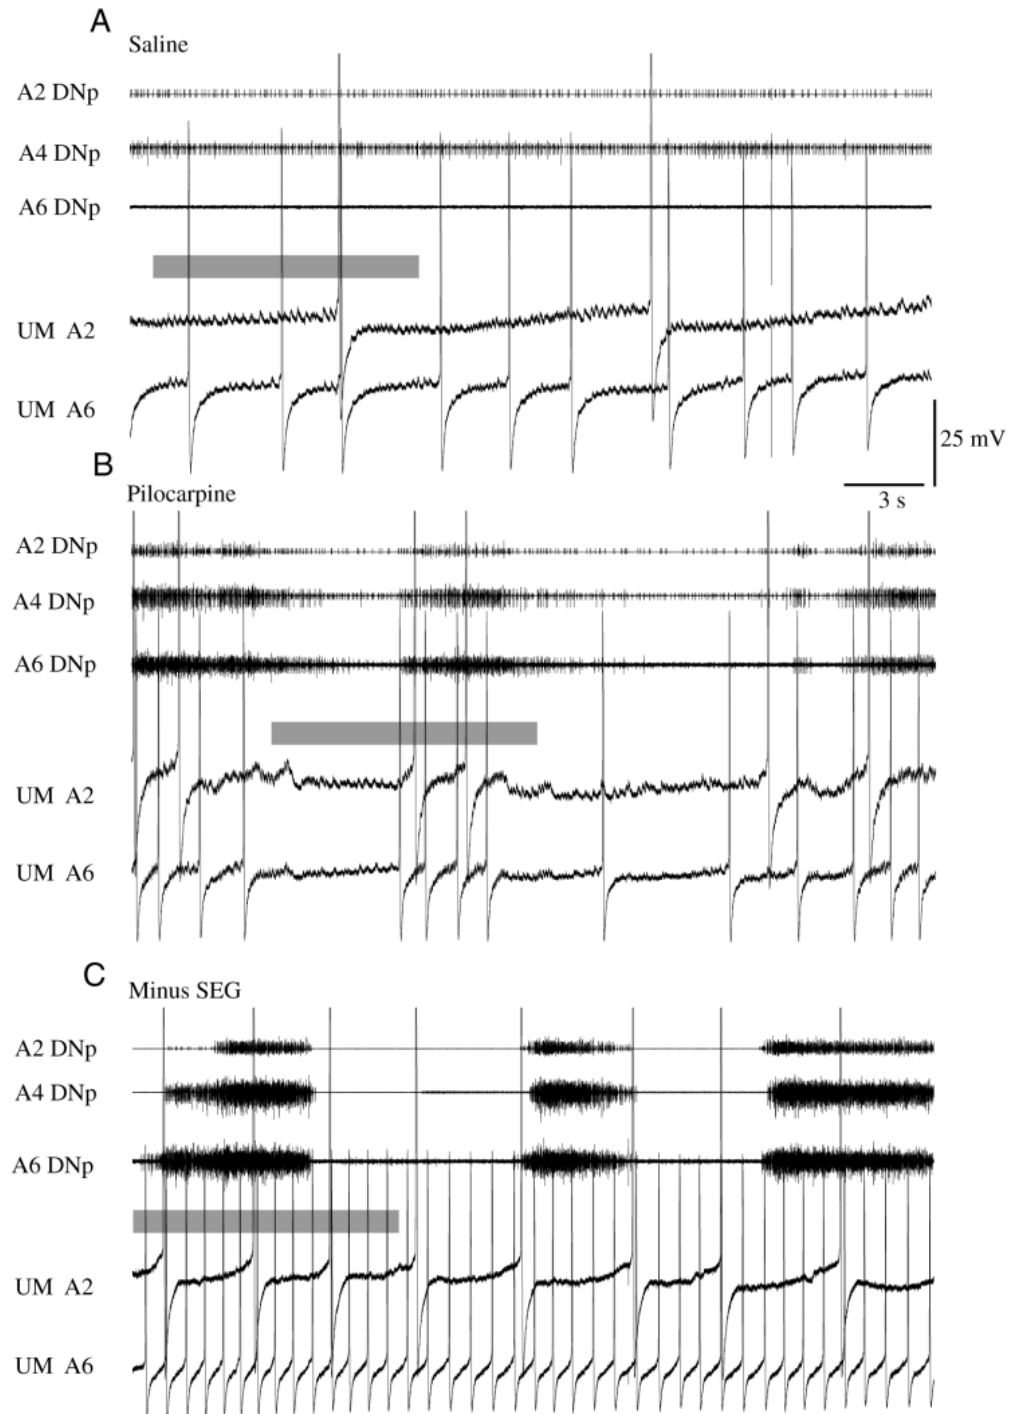 A
Saline
A2 DNp
A4 DNp
A6 DNp
UM A2
UM A6
25 mV
3 s
B
Pilocarpine
A2 DNp
A4 DNp
A6 DNp
UM A2
UM A6
C
Minus SEG
A2 DNp
A4 DNp
A6 DNp
UM A2
UM A6